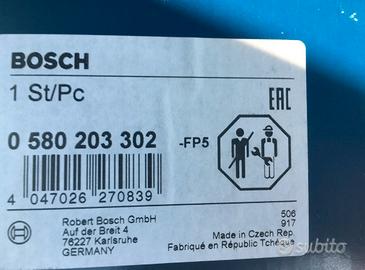 BOSCH
1 St/Pc
EAC
0 580 203 302 -FP5
4 047026 270839
Robert Bosch GmbH
Auf der Breit 4
76227 Karlsruhe
GERMANY
506
917
Made in Czech Rep.
Fabriqué en République Tchèque
subito